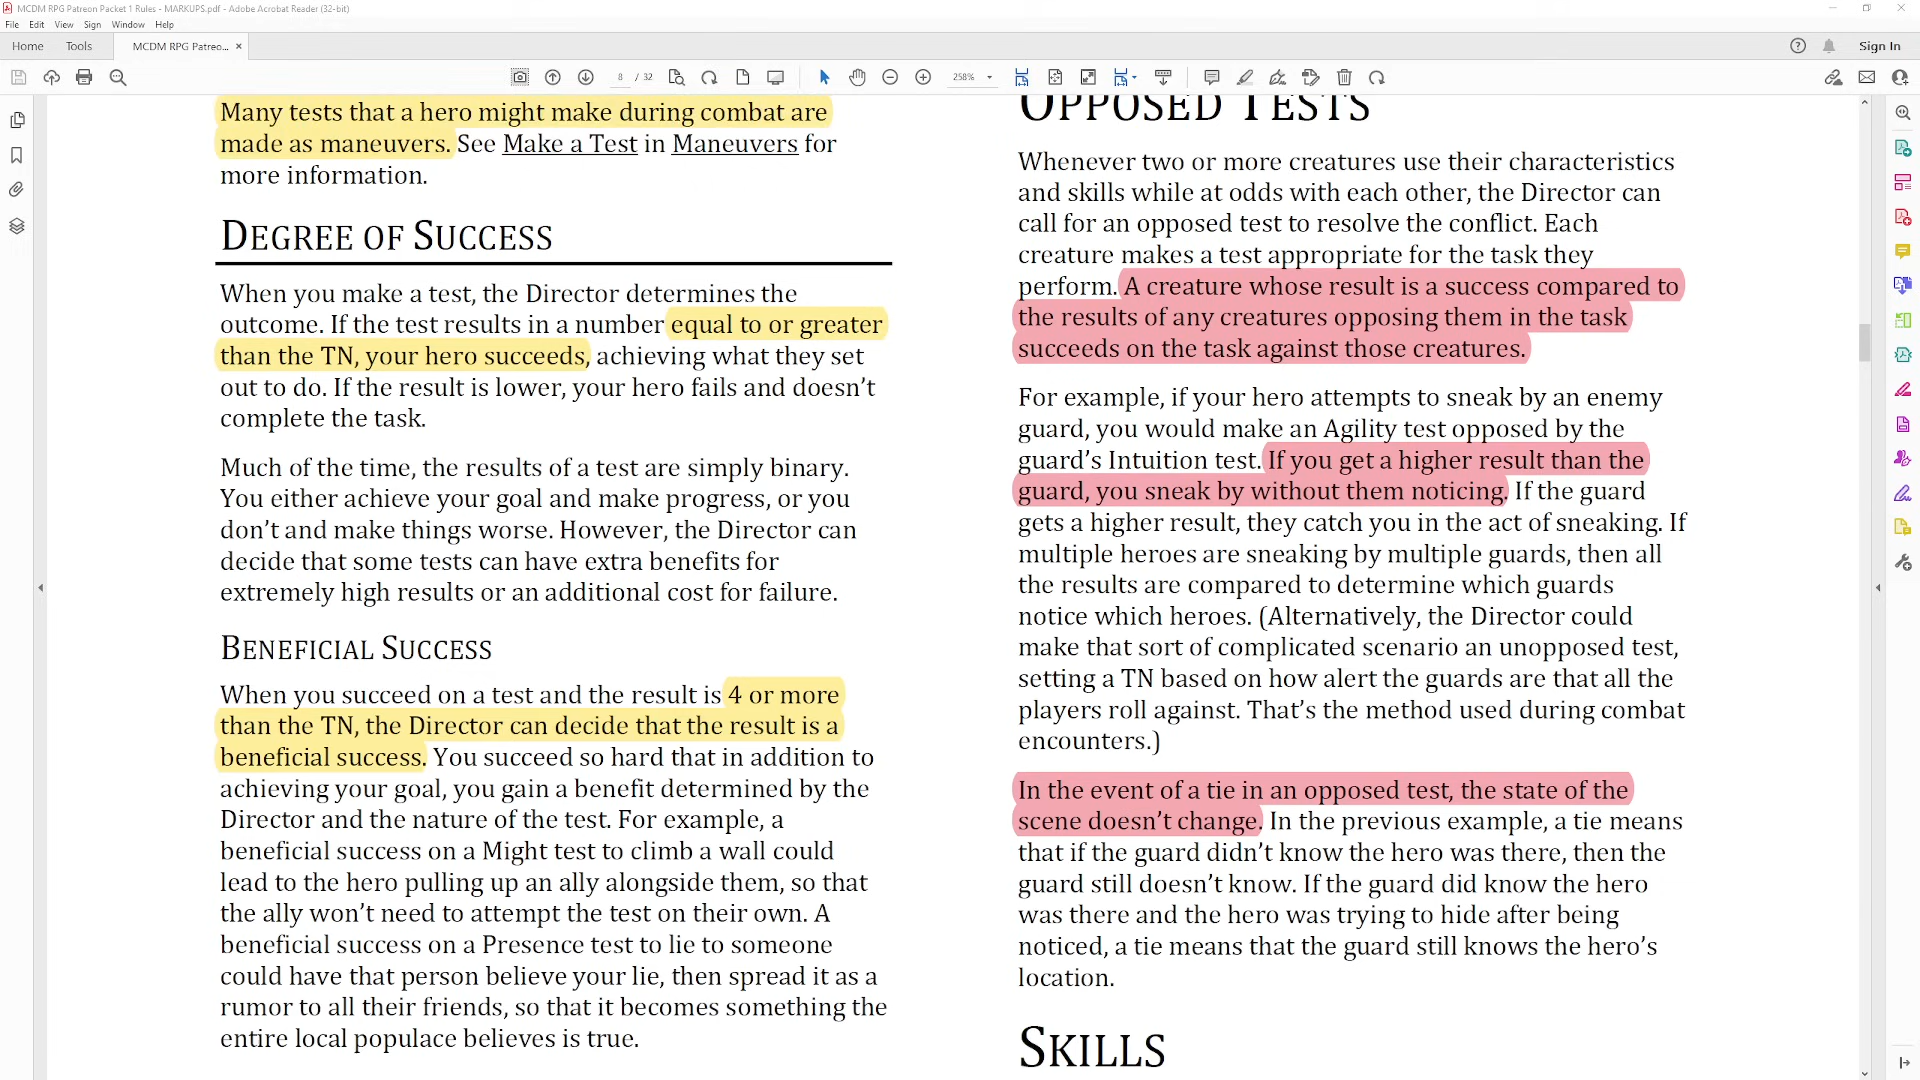 MCDM RPG Patreon Packet 1 Rules - MARKUPS.pdf - Adobe Acrobat Reader (32-bit)
File Edit View Sign Window Help
Home Tools MCDM RPG Patreo... × Sign In
8 / 32 258%
Many tests that a hero might make during combat are
made as maneuvers. See Make a Test in Maneuvers for
more information.
DEGREE OF SUCCESS
When you make a test, the Director determines the
outcome. If the test results in a number equal to or greater
than the TN, your hero succeeds, achieving what they set
out to do. If the result is lower, your hero fails and doesn’t
complete the task.
Much of the time, the results of a test are simply binary.
You either achieve your goal and make progress, or you
don’t and make things worse. However, the Director can
decide that some tests can have extra benefits for
extremely high results or an additional cost for failure.
BENEFICIAL SUCCESS
When you succeed on a test and the result is 4 or more
than the TN, the Director can decide that the result is a
beneficial success. You succeed so hard that in addition to
achieving your goal, you gain a benefit determined by the
Director and the nature of the test. For example, a
beneficial success on a Might test to climb a wall could
lead to the hero pulling up an ally alongside them, so that
the ally won’t need to attempt the test on their own. A
beneficial success on a Presence test to lie to someone
could have that person believe your lie, then spread it as a
rumor to all their friends, so that it becomes something the
entire local populace believes is true.
OPPOSED TESTS
Whenever two or more creatures use their characteristics
and skills while at odds with each other, the Director can
call for an opposed test to resolve the conflict. Each
creature makes a test appropriate for the task they
perform. A creature whose result is a success compared to
the results of any creatures opposing them in the task
succeeds on the task against those creatures.
For example, if your hero attempts to sneak by an enemy
guard, you would make an Agility test opposed by the
guard’s Intuition test. If you get a higher result than the
guard, you sneak by without them noticing. If the guard
gets a higher result, they catch you in the act of sneaking. If
multiple heroes are sneaking by multiple guards, then all
the results are compared to determine which guards
notice which heroes. (Alternatively, the Director could
make that sort of complicated scenario an unopposed test,
setting a TN based on how alert the guards are that all the
players roll against. That’s the method used during combat
encounters.)
In the event of a tie in an opposed test, the state of the
scene doesn’t change. In the previous example, a tie means
that if the guard didn’t know the hero was there, then the
guard still doesn’t know. If the guard did know the hero
was there and the hero was trying to hide after being
noticed, a tie means that the guard still knows the hero’s
location.
SKILLS